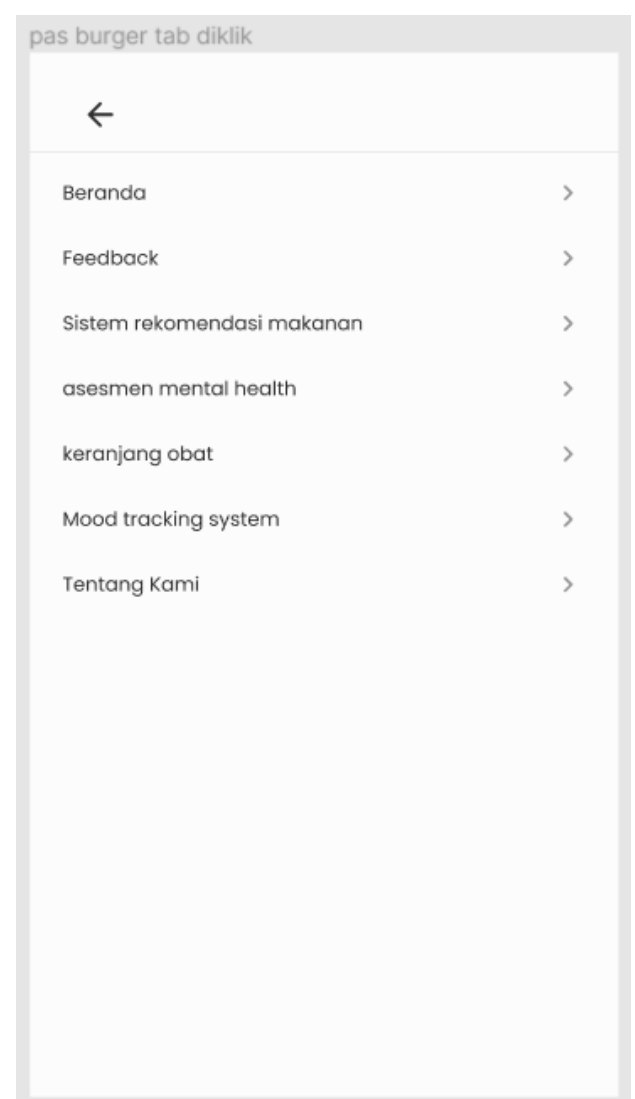 pas burger tab diklik
Beranda
Feedback
Sistem rekomendasi makanan
asesmen mental health
keranjang obat
Mood tracking system
Tentang Kami